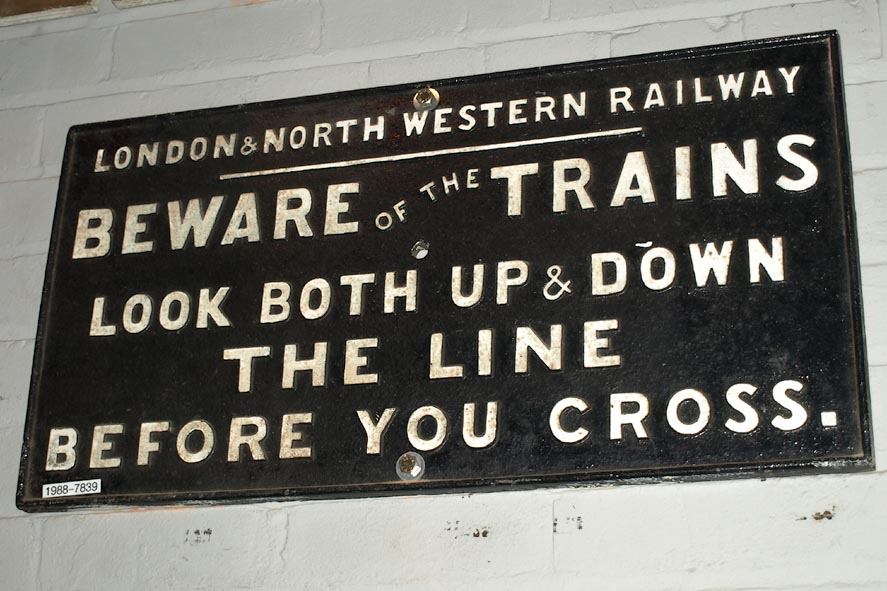 LONDON & NORTH WESTERN RAILWAY
BEWARE OF THE TRAINS
LOOK BOTH UP & DOWN
THE LINE
BEFORE YOU CROSS.
1988-7839